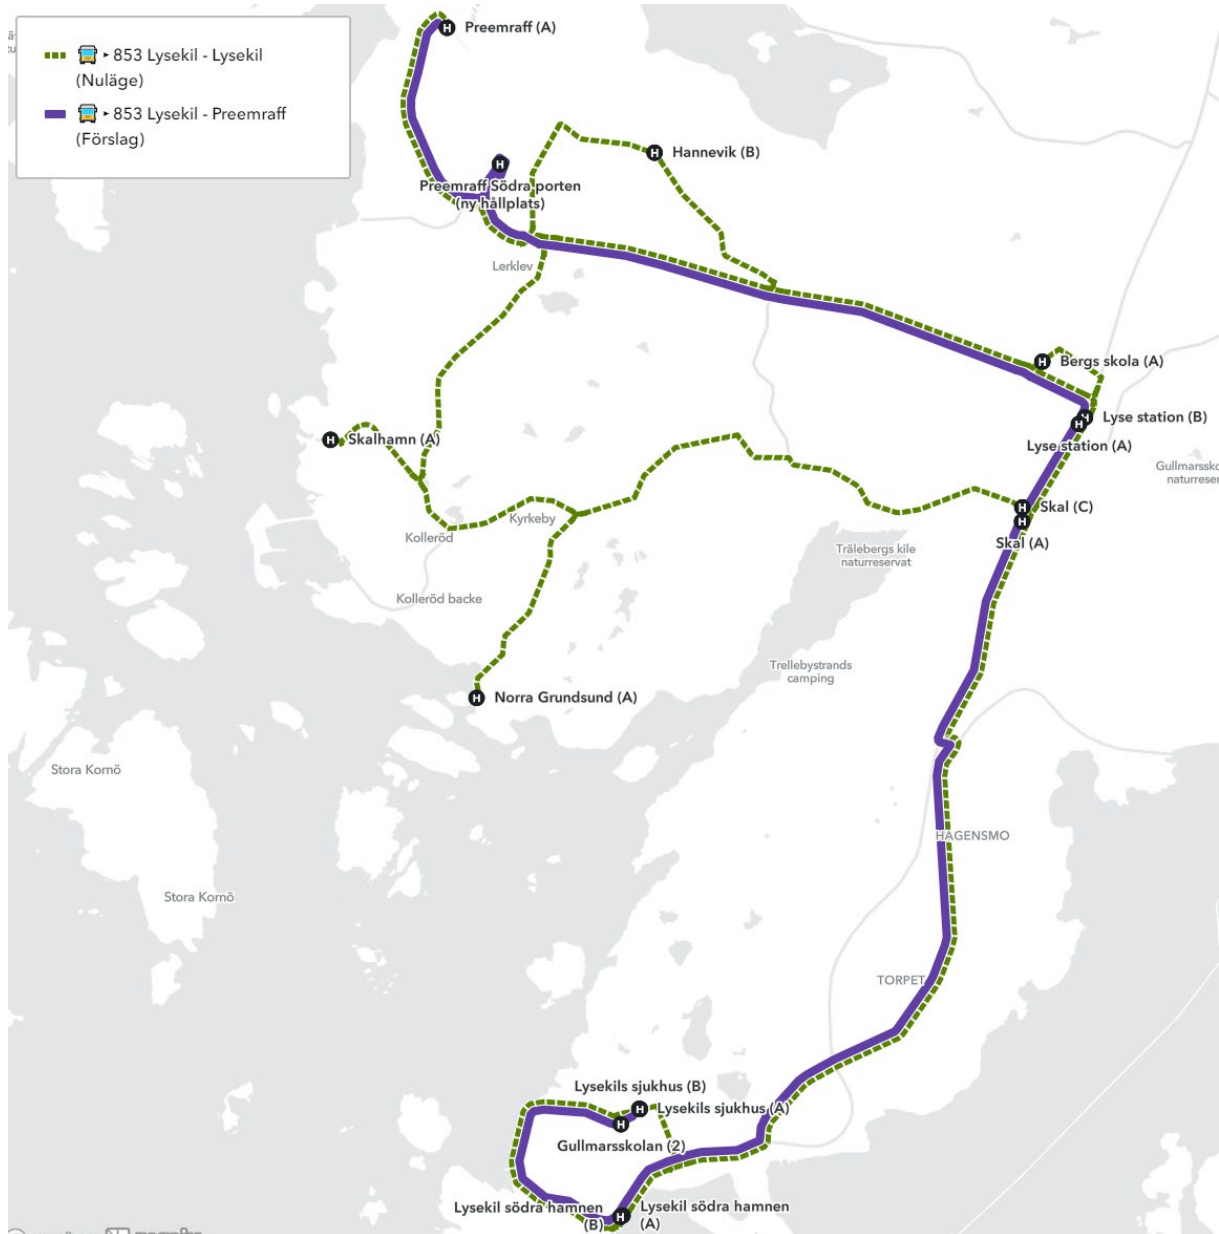 853 Lysekil - Lysekil
(Nuläge)
853 Lysekil - Preemraff
(Förslag)
Preemraff (A)
Hannevik (B)
Preemraff Södra porten
(ny hållplats)
Lerklev
Bergs skola (A)
Lyse station (B)
Lyse station (A)
Skalhamn (A)
Gullmarssko
naturreser
Skal (C)
Kyrkeby
Kolleröd
Skal (A)
Trälebergs kile
naturreservat
Kolleröd backe
Trellebystrands
camping
Norra Grundsund (A)
Stora Kornö
HAGENSMO
Stora Kornö
TORPET
Lysekils sjukhus (B)
Lysekils sjukhus (A)
Gullmarsskolan (2)
Lysekil södra hamnen
(B)
Lysekil södra hamnen
(A)